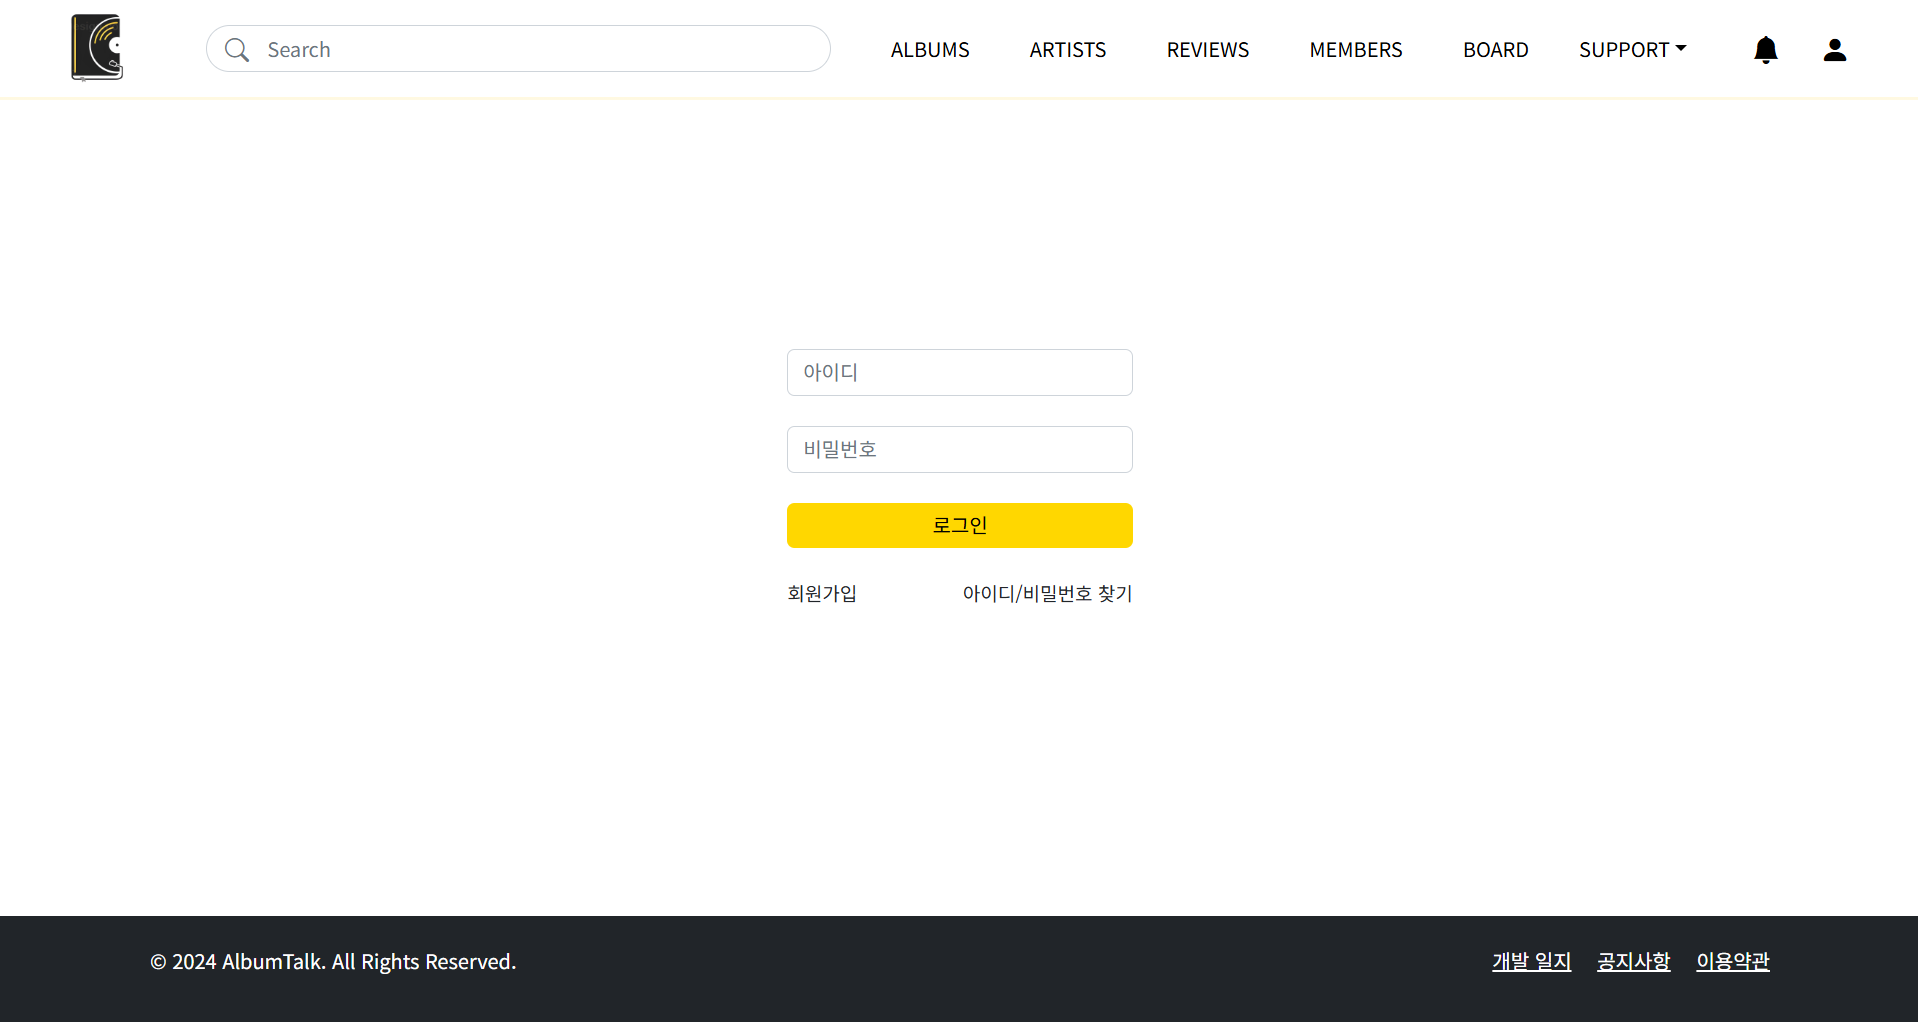 Search
ALBUMS
ARTISTS
REVIEWS
MEMBERS
BOARD
SUPPORT
아이디
비밀번호
로그인
회원가입
아이디/비밀번호 찾기
© 2024 AlbumTalk. All Rights Reserved.
개발 일지
공지사항
이용약관